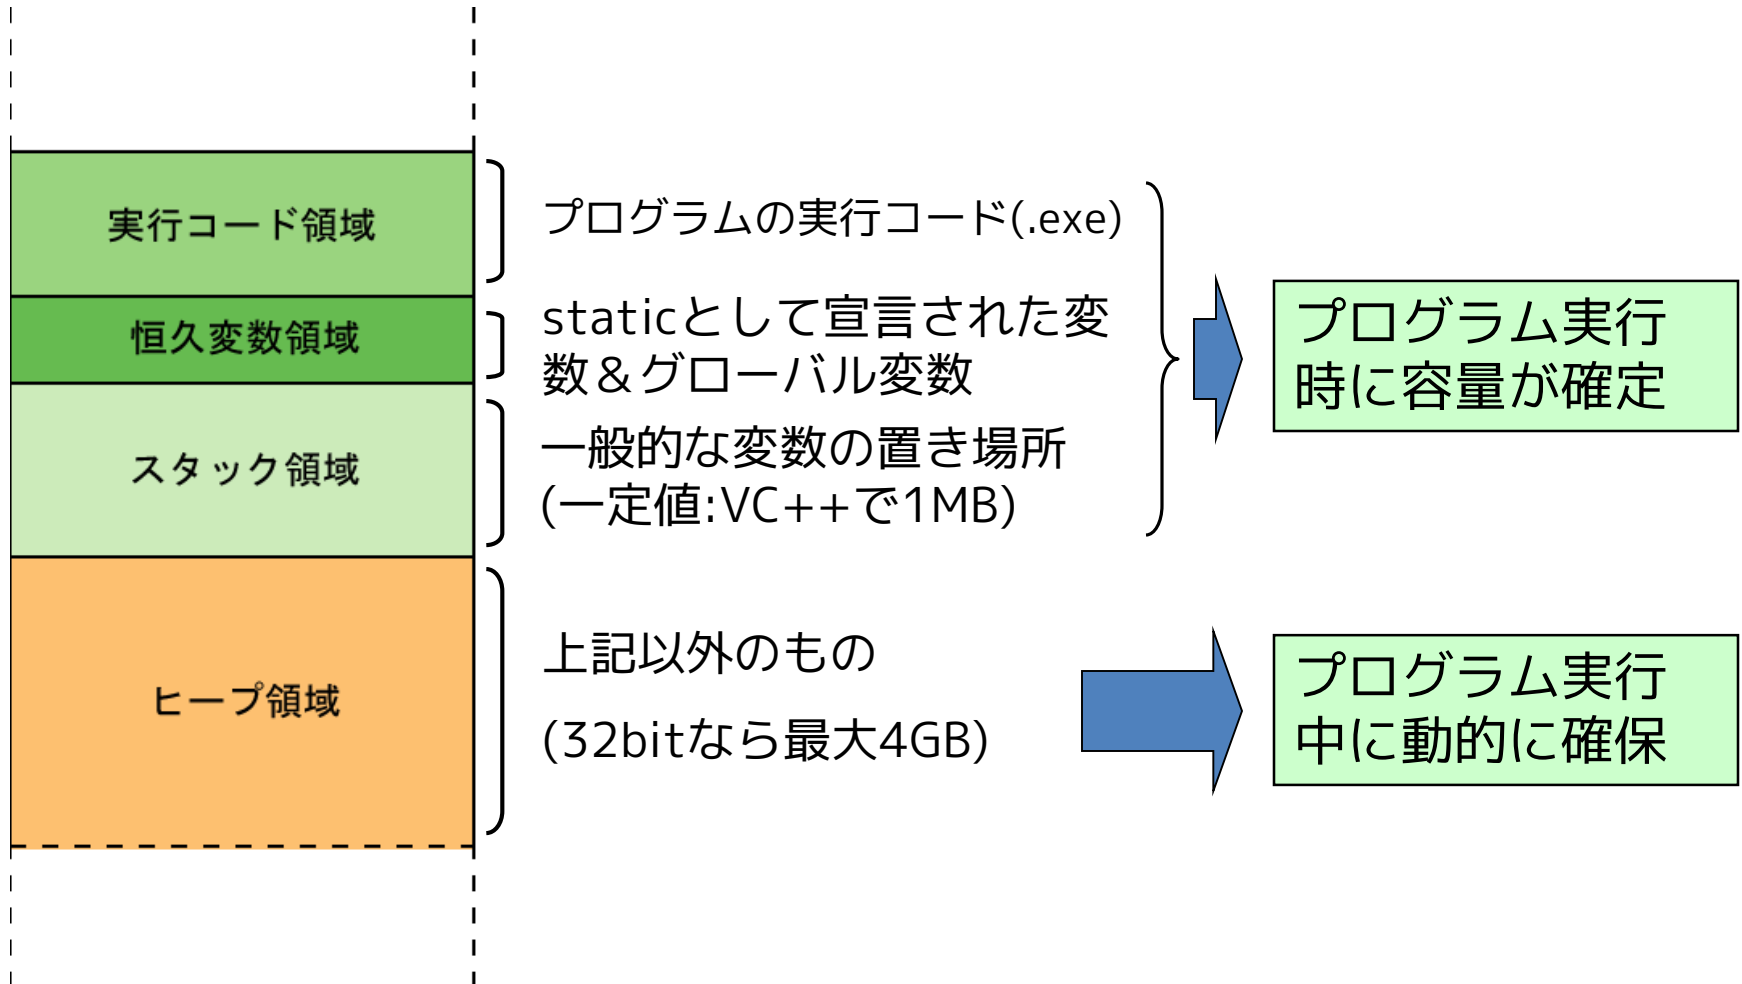 実行コード領域
プログラムの実行コード(.exe)
恒久変数領域
staticとして宣言された変
数＆グローバル変数
スタック領域
一般的な変数の置き場所
(一定値:VC++で1MB)
プログラム実行
時に容量が確定
ヒープ領域
上記以外のもの
(32bitなら最大4GB)
プログラム実行
中に動的に確保